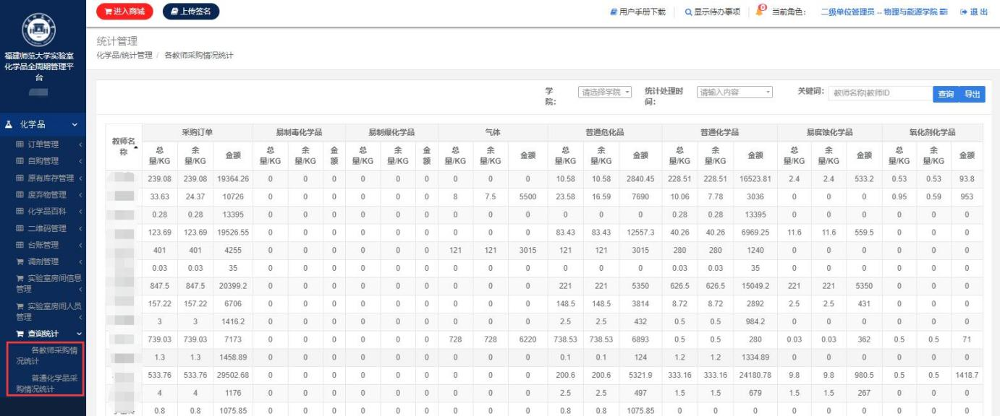 进入商城 上传签名 用户手册下载 显示待办事项 9 当前角色： 二级单位管理员 -- 物理与能源学院 退 出
福建师范大学实验室
化学品全周期管理平
台
化学品
订单管理
自购管理
原有库存管理
废弃物管理
化学品百科
二维码管理
台账管理
调剂管理
实验室房间信息
管理
实验室房间人员
管理
查询统计
各教师采购情
况统计
普通化学品采
购情况统计
统计管理
化学品/统计管理 / 各教师采购情况统计
学院： 请选择学院 统计处理时间： 请输入内容 关键词： 教师名称|教师ID 查询 导出
教师名称 采购订单 易制毒化学品 易制爆化学品 气体 普通危化品 普通化学品 易腐蚀化学品 氧化剂化学品
总量/KG 余量/KG 金额 总量/KG 余量/KG 金额 总量/KG 余量/KG 金额 总量/KG 余量/KG 金额 总量/KG 余量/KG 金额 总量/KG 余量/KG 金额 总量/KG 余量/KG 金额 总量/KG 余量/KG 金额
239.08 239.08 19364.26 0 0 0 0 0 0 0 0 0 10.58 10.58 2840.45 228.51 228.51 16523.81 2.4 2.4 533.2 0.53 0.53 93.8
33.63 24.37 10726 0 0 0 0 0 0 8 7.5 5500 23.58 16.59 7690 10.06 7.78 3036 0 0 0 0.95 0.59 953
0.28 0.28 13395 0 0 0 0 0 0 0 0 0 0 0 0 0.28 0.28 13395 0 0 0 0 0 0
123.69 123.69 19526.55 0 0 0 0 0 0 0 0 0 83.43 83.43 12557.3 40.26 40.26 6969.25 11.6 11.6 559.5 0 0 0
401 401 4255 0 0 0 0 0 0 121 121 3015 121 121 3015 280 280 1240 0 0 0 0 0 0
0.03 0.03 35 0 0 0 0 0 0 0 0 0 0 0 0 0.03 0.03 35 0 0 0 0 0 0
847.5 847.5 20399.2 0 0 0 0 0 0 0 0 0 221 221 5350 626.5 626.5 15049.2 221 221 5350 0 0 0
157.22 157.22 6706 0 0 0 0 0 0 0 0 0 148.5 148.5 3814 8.72 8.72 2892 2.5 2.5 431 0 0 0
3 3 1416.2 0 0 0 0 0 0 0 0 0 2.5 2.5 432 0.5 0.5 984.2 0 0 0 0 0 0
739.03 739.03 7173 0 0 0 0 0 0 728 728 6220 738.53 738.53 6893 0.5 0.5 280 0.03 0.03 362 0.5 0.5 71
1.3 1.3 1458.89 0 0 0 0 0 0 0 0 0 0.1 0.1 124 1.2 1.2 1334.89 0 0 0 0 0 0
533.76 533.76 29502.68 0 0 0 0 0 0 0 0 0 200.6 200.6 5321.9 333.16 333.16 24180.78 9.8 9.8 980.5 0.5 0.5 1418.7
4 4 1176 0 0 0 0 0 0 0 0 0 2.5 2.5 497 1.5 1.5 679 1.5 1.5 267 0 0 0
0.8 0.8 1075.85 0 0 0 0 0 0 0 0 0 0.8 0.8 1075.85 0 0 0 0 0 0 0 0 0